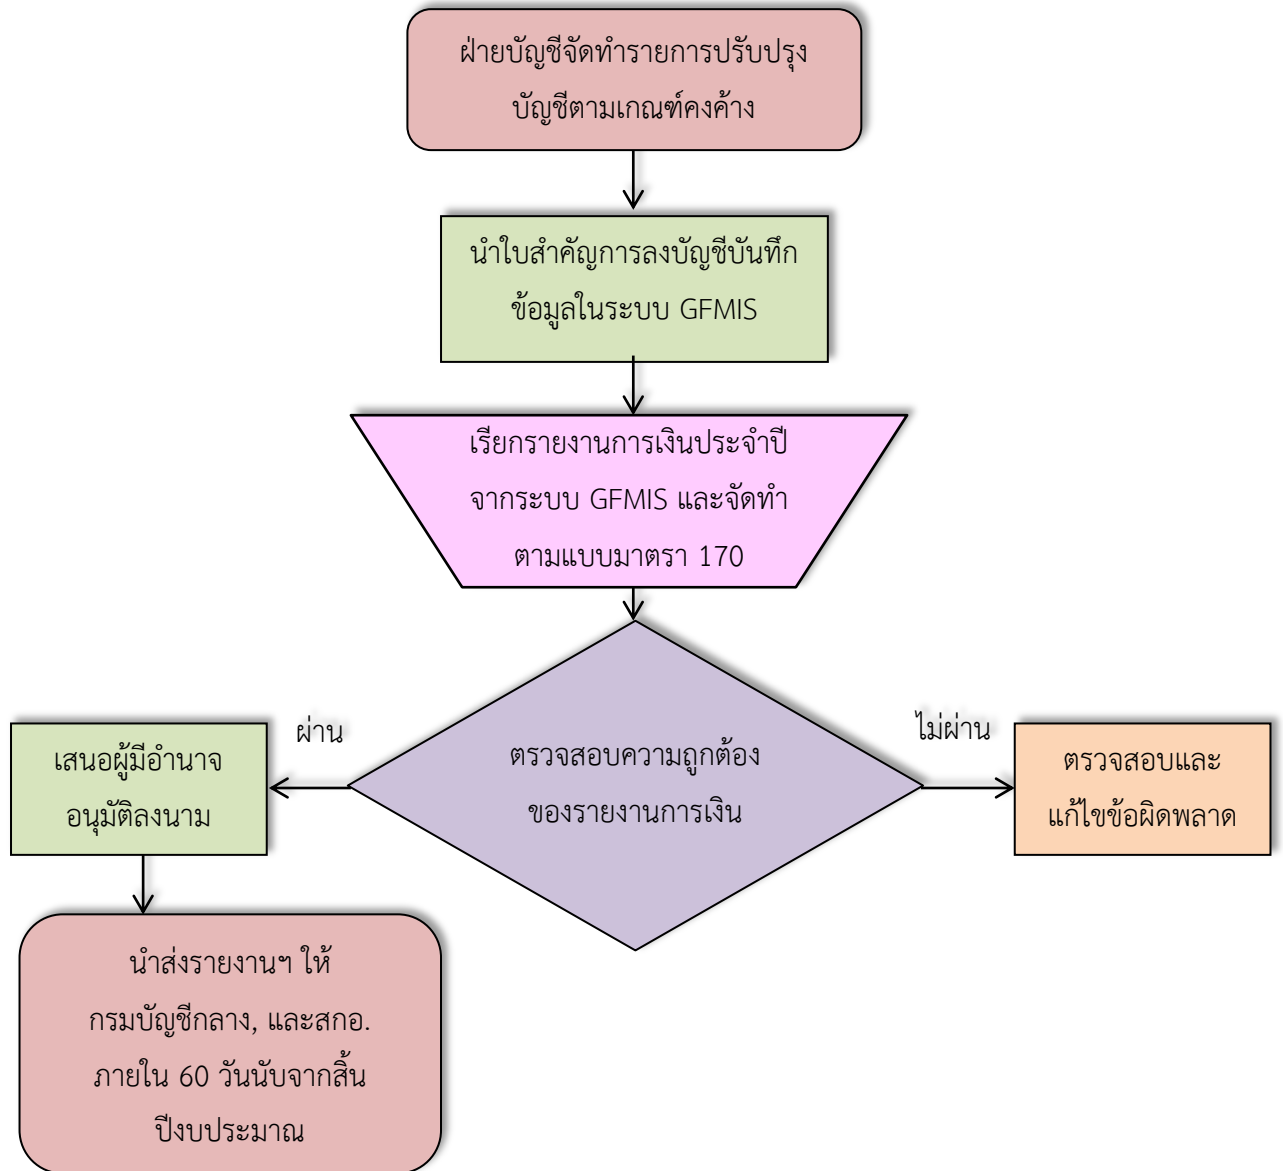 ฝ่ายบัญชีจัดทำรายการปรับปรุง
บัญชีตามเกณฑ์คงค้าง
นำใบสำคัญการลงบัญชีบันทึก
ข้อมูลในระบบ GFMIS
เรียกรายงานการเงินประจำปี
จากระบบ GFMIS และจัดทำ
ตามแบบมาตรา 170
ตรวจสอบความถูกต้อง
ของรายงานการเงิน
ผ่าน
ไม่ผ่าน
เสนอผู้มีอำนาจ
อนุมัติลงนาม
ตรวจสอบและ
แก้ไขข้อผิดพลาด
นำส่งรายงานฯ ให้
กรมบัญชีกลาง, และสกอ.
ภายใน 60 วันนับจากสิ้น
ปีงบประมาณ